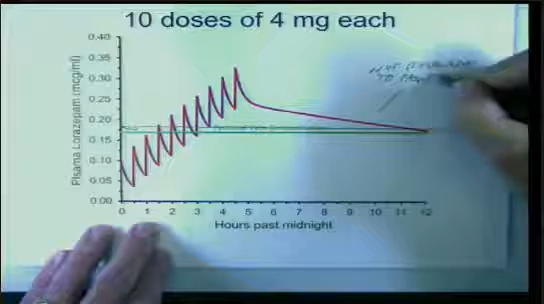 10 doses of 4 mg each
Plsama Lorazepam (mcg/ml)
0.40
0.35
0.30
0.25
0.20
0.15
0.10
0.05
0.00
0 1 2 3 4 5 6 7 8 9 10 11 12
Hours past midnight